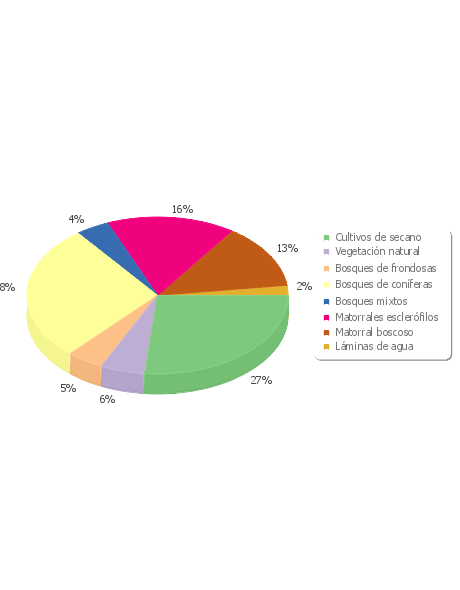 4%
16%
13%
8%
2%
5%
6%
27%
Cultivos de secano
Vegetación natural
Bosques de frondosas
Bosques de coníferas
Bosques mixtos
Matorrales esclerófilos
Matorral boscoso
Láminas de agua